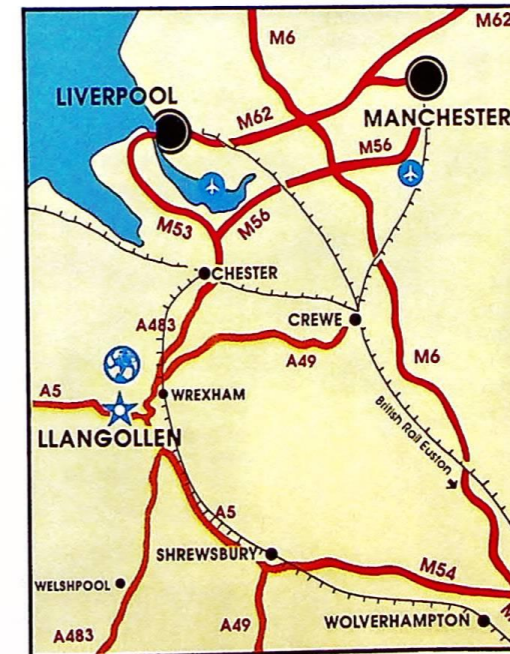 M62
M6
LIVERPOOL
M62
MANCHESTER
M56
M53
M56
CHESTER
A483
CREWE
A49
M6
A5
WREXHAM
LLANGOLLEN
British Rail Euston
A5
SHREWSBURY
M54
WELSHPOOL
A483
A49
WOLVERHAMPTON